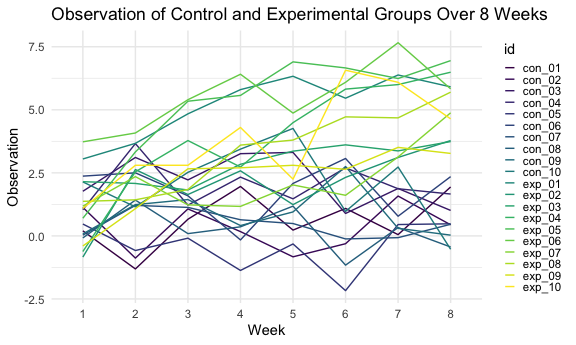 Observation of Control and Experimental Groups Over 8 Weeks
7.5
5.0
2.5
0.0
-2.5
Observation
1 2 3 4 5 6 7 8
Week
id
con_01
con_02
con_03
con_04
con_05
con_06
con_07
con_08
con_09
con_10
exp_01
exp_02
exp_03
exp_04
exp_05
exp_06
exp_07
exp_08
exp_09
exp_10